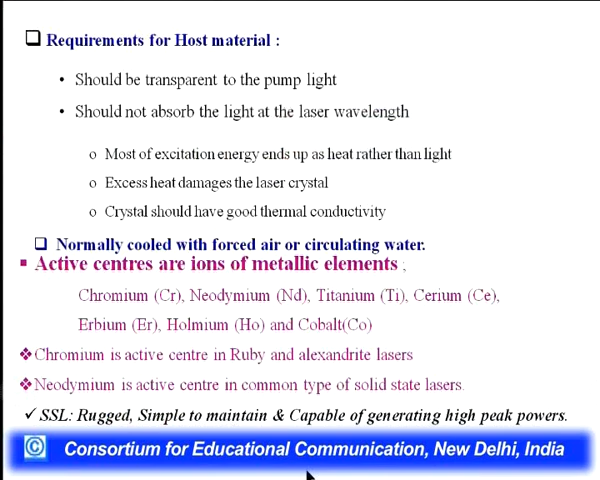 Requirements for Host material :
• Should be transparent to the pump light
• Should not absorb the light at the laser wavelength
o Most of excitation energy ends up as heat rather than light
o Excess heat damages the laser crystal
o Crystal should have good thermal conductivity
Normally cooled with forced air or circulating water.
▪ Active centres are ions of metallic elements ;
Chromium (Cr), Neodymium (Nd), Titanium (Ti), Cerium (Ce),
Erbium (Er), Holmium (Ho) and Cobalt(Co)
❖Chromium is active centre in Ruby and alexandrite lasers
❖Neodymium is active centre in common type of solid state lasers.
✓ SSL: Rugged, Simple to maintain & Capable of generating high peak powers.
© Consortium for Educational Communication, New Delhi, India